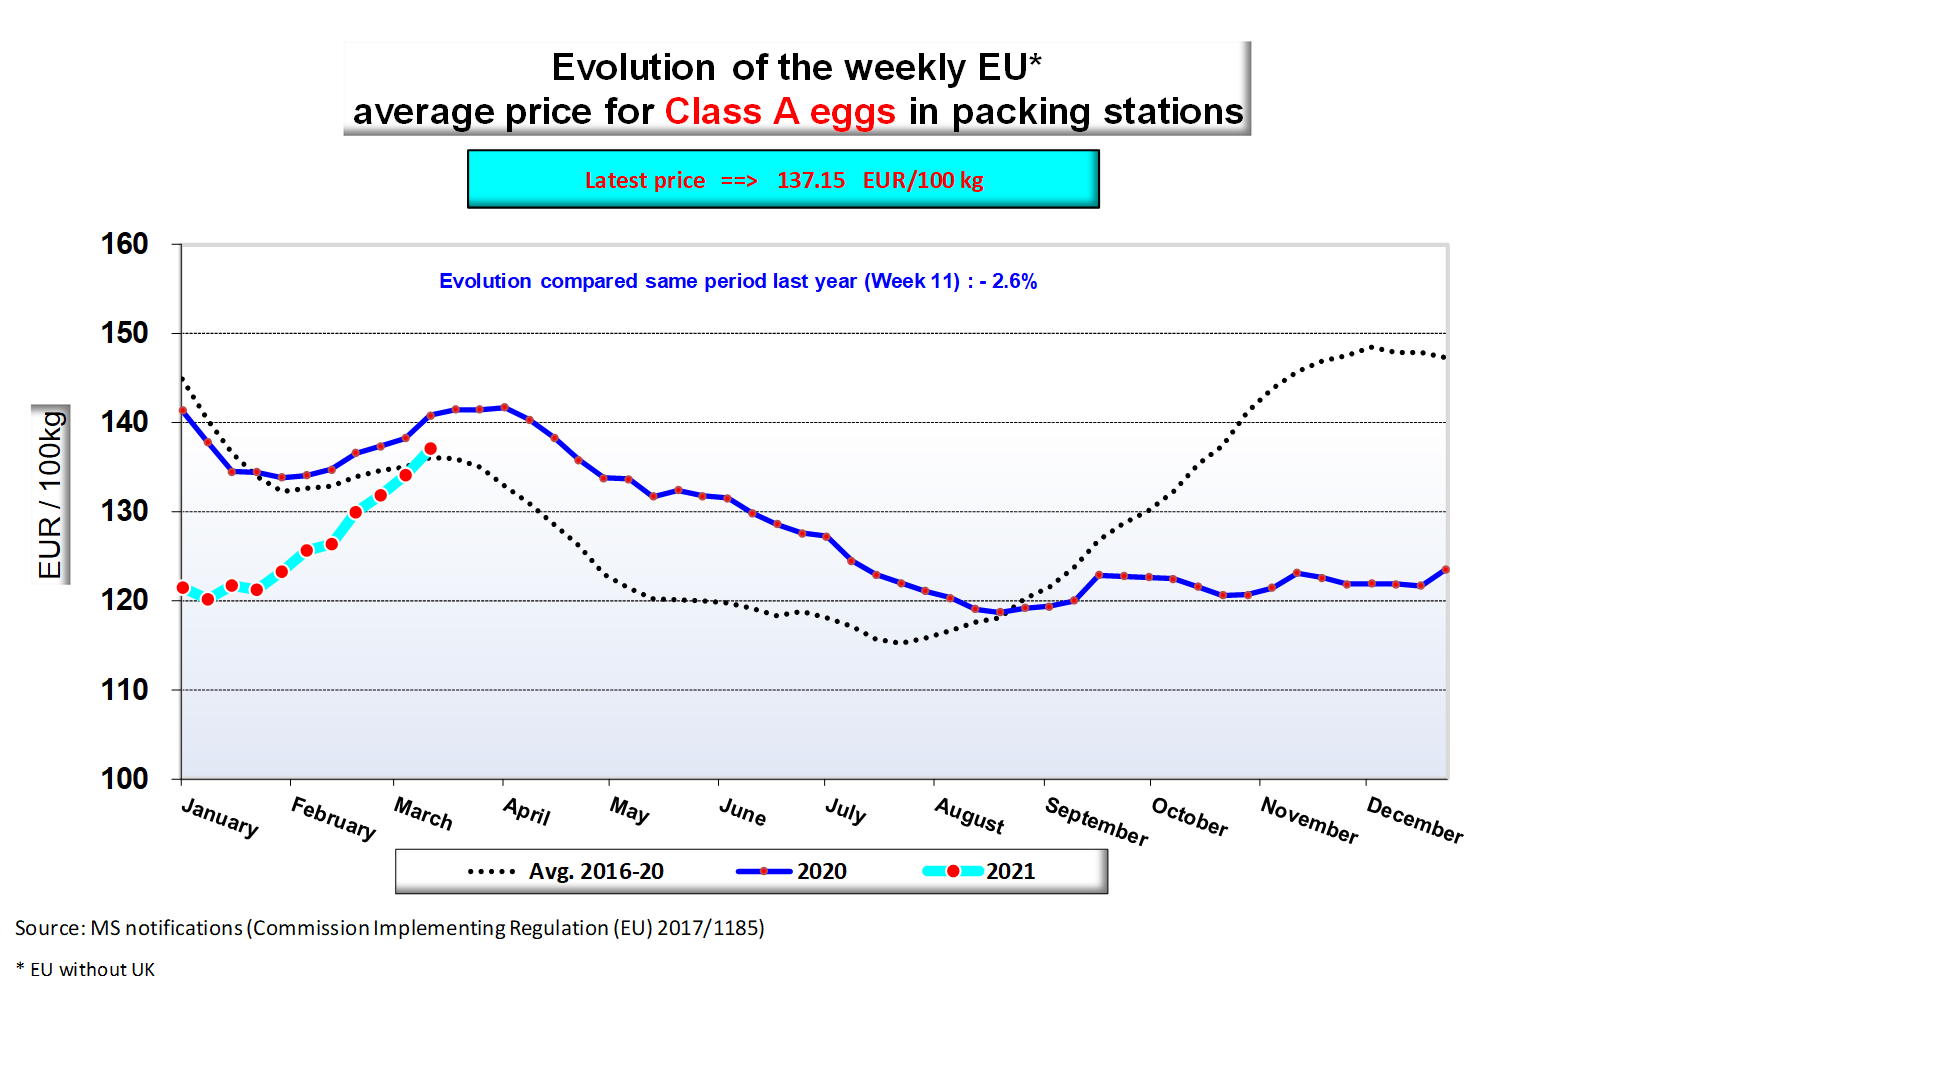 Evolution of the weekly EU*
average price for Class A eggs in packing stations
Latest price ==> 137.15 EUR/100 kg
Evolution compared same period last year (Week 11) : - 2.6%
EUR / 100kg
160
150
140
130
120
110
100
January February March April May June July August September October November December
Avg. 2016-20 2020 2021
Source: MS notifications (Commission Implementing Regulation (EU) 2017/1185)
* EU without UK